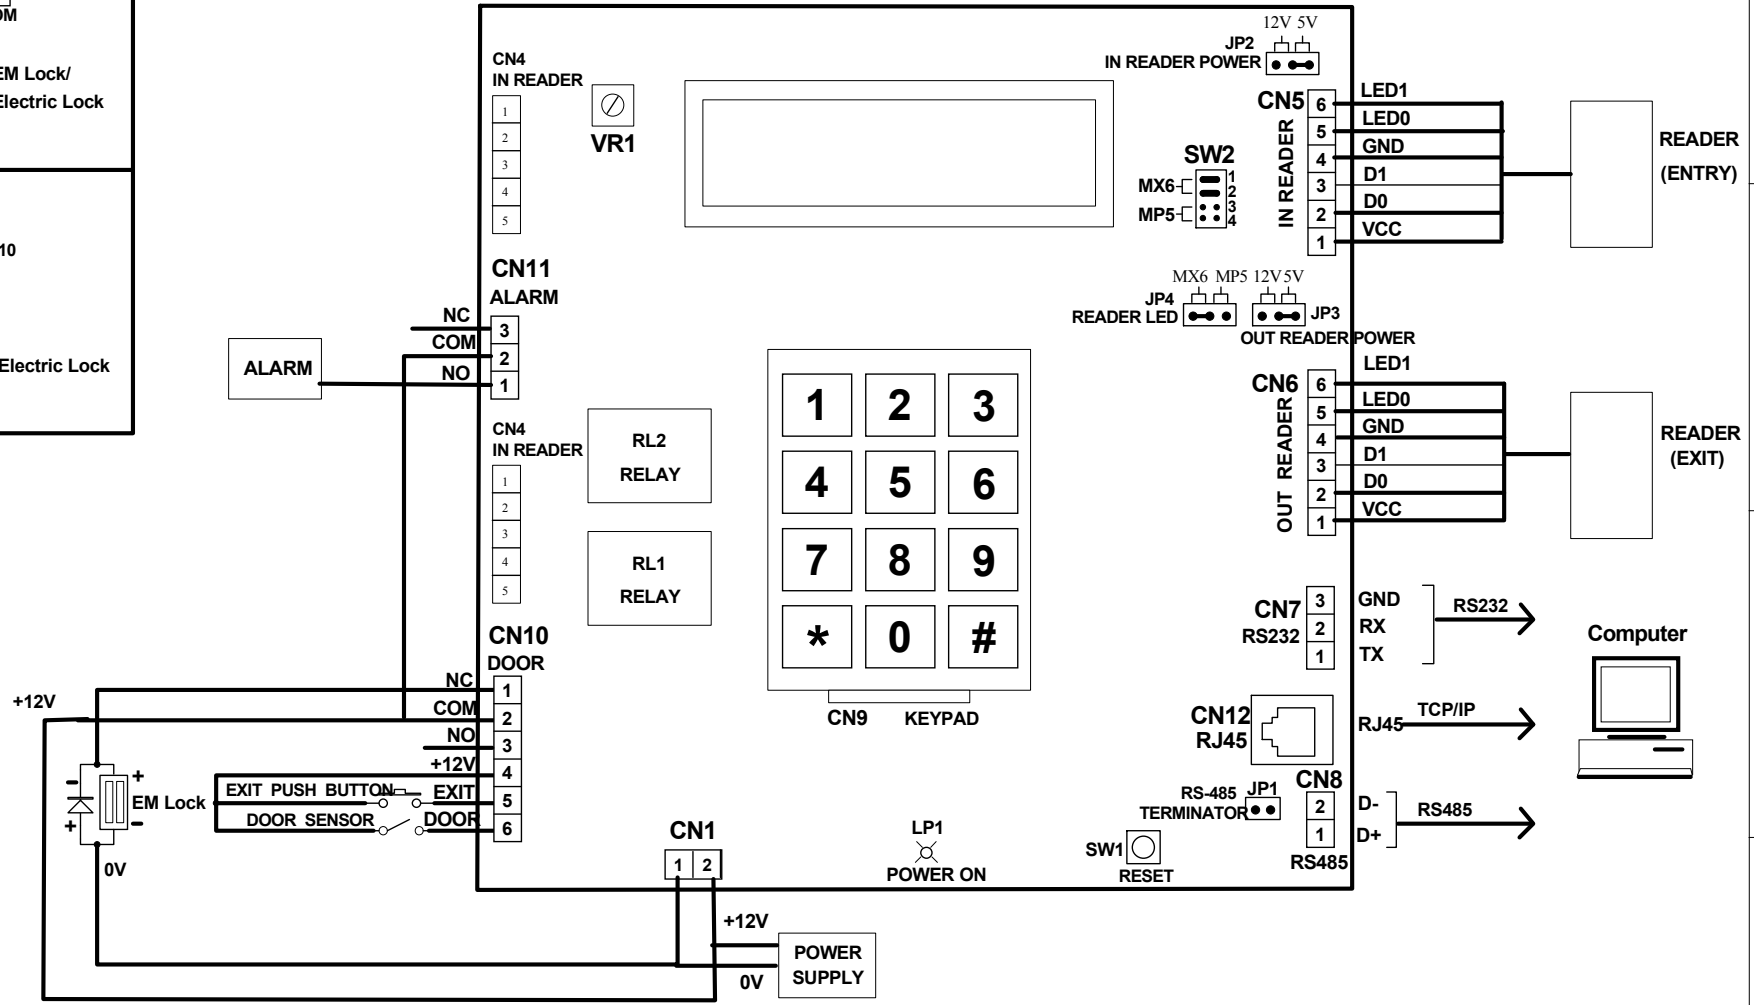 OM
EM Lock/
Electric Lock
10
Electric Lock
CN4
IN READER
1
2
3
4
5
VR1
12V 5V
JP2
IN READER POWER
CN5
IN READER
6
5
4
3
2
1
LED1
LED0
GND
D1
D0
VCC
READER
(ENTRY)
SW2
MX6
MP5
1
2
3
4
CN11
ALARM
NC
COM
NO
3
2
1
ALARM
MX6 MP5 12V 5V
JP4
READER LED
JP3
OUT READER POWER
CN6
OUT READER
6
5
4
3
2
1
LED1
LED0
GND
D1
D0
VCC
READER
(EXIT)
CN4
IN READER
1
2
3
4
5
RL2
RELAY
RL1
RELAY
1 2 3
4 5 6
7 8 9
* 0 #
CN9 KEYPAD
CN7
RS232
3
2
1
GND
RX
TX
RS232
Computer
CN12
RJ45
RJ45
TCP/IP
CN8
RS-485
TERMINATOR
JP1
2
1
D-
D+
RS485
RS485
CN10
DOOR
NC
COM
NO
+12V
EXIT
DOOR
1
2
3
4
5
6
+12V
EXIT PUSH BUTTON
DOOR SENSOR
-
+
+
-
EM Lock
0V
CN1
1 2
LP1
POWER ON
SW1
RESET
+12V
0V
POWER
SUPPLY